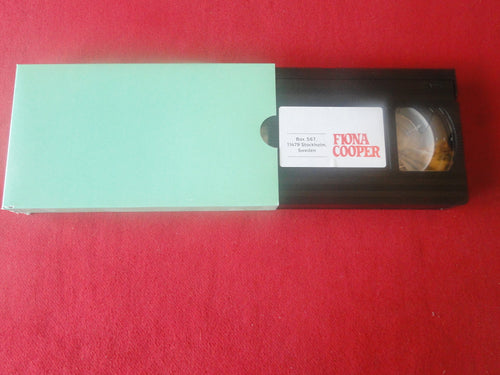 Box 567
11479 Stockholm,
Sweden
FIONA
COOPER